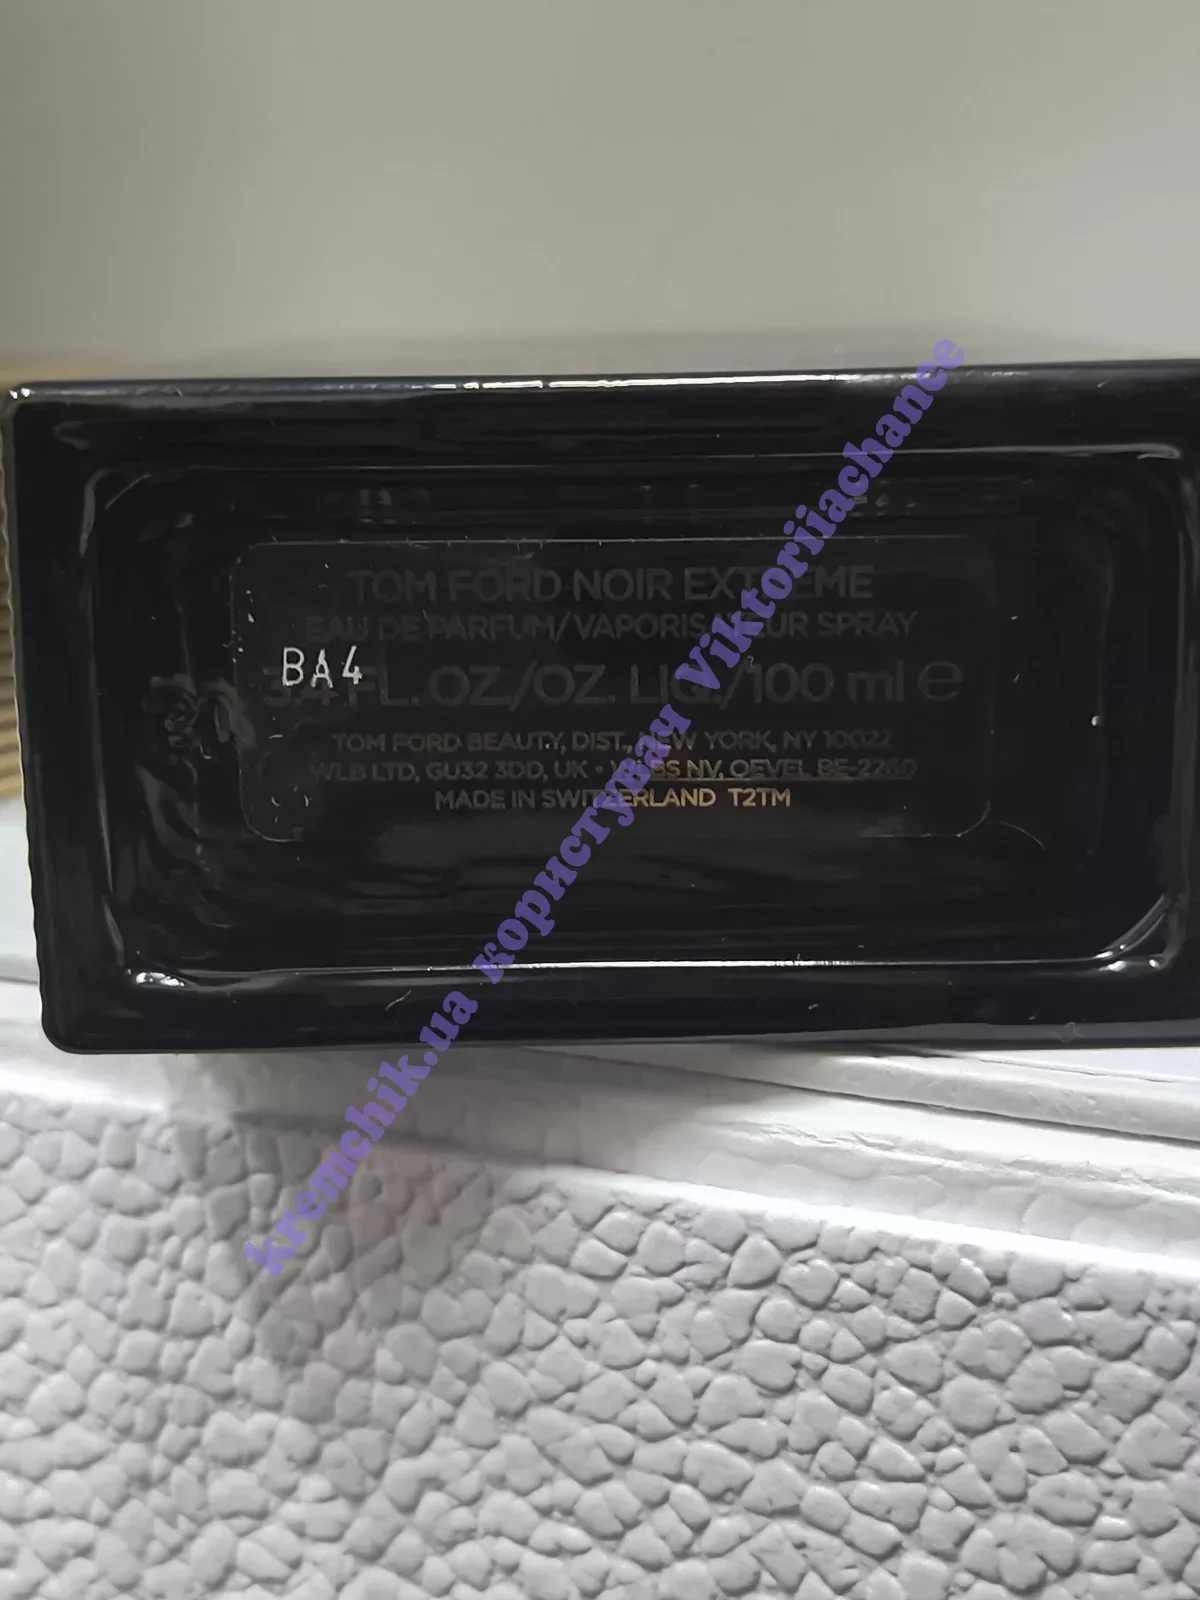 TOM FORD NOIR EXTREME
EAU DE PARFUM/VAPORISATEUR SPRAY
BA4
3.4 FL. OZ./OZ. LIQ./100 ml e
TOM FORD BEAUTY, DIST., NEW YORK, NY 10022
WLB LTD, GU32 3DD, UK • NV, OEVEL BE-2260
MADE IN SWITZERLAND T2TM
kremchik.ua користувач Viktoriiachanee